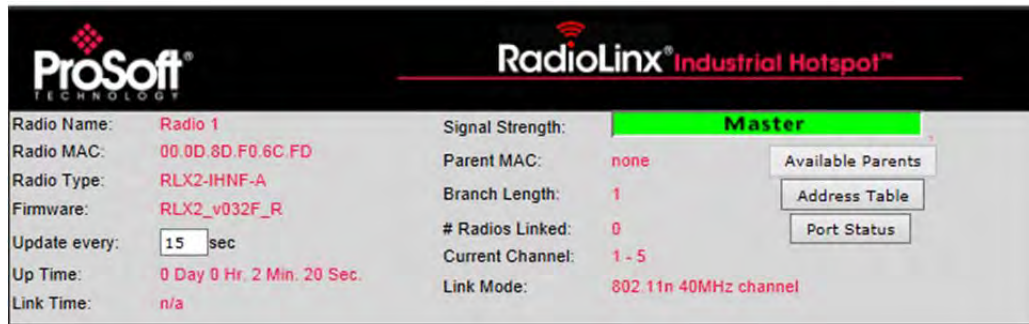 ProSoft®
TECHNOLOGY
RadioLinx® Industrial Hotspot™
Radio Name: Radio 1
Radio MAC: 00.0D.8D.F0.6C.FD
Radio Type: RLX2-IHNF-A
Firmware: RLX2_v032F_R
Update every: 15 sec
Up Time: 0 Day 0 Hr. 2 Min. 20 Sec.
Link Time: n/a
Signal Strength: Master
Parent MAC: none Available Parents
Branch Length: 1 Address Table
# Radios Linked: 0 Port Status
Current Channel: 1 - 5
Link Mode: 802.11n 40MHz channel